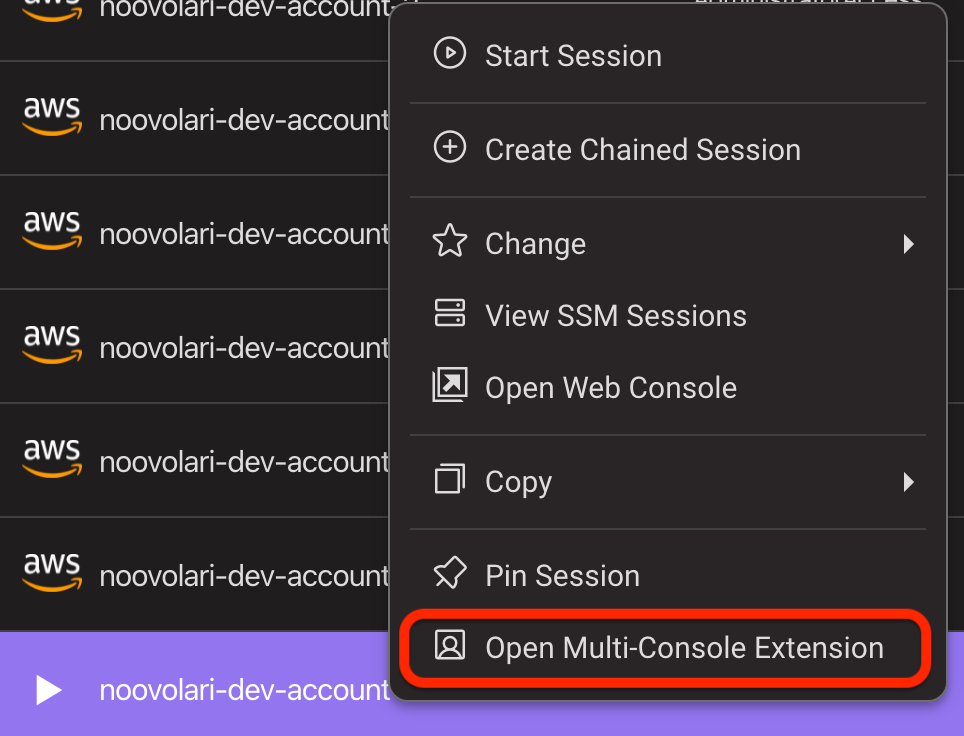 noovolari-dev-account-
Start Session
aws noovolari-dev-account
Create Chained Session
aws noovolari-dev-account
Change
View SSM Sessions
aws noovolari-dev-account
Open Web Console
aws noovolari-dev-account
Copy
aws noovolari-dev-account
Pin Session
Open Multi-Console Extension
noovolari-dev-account